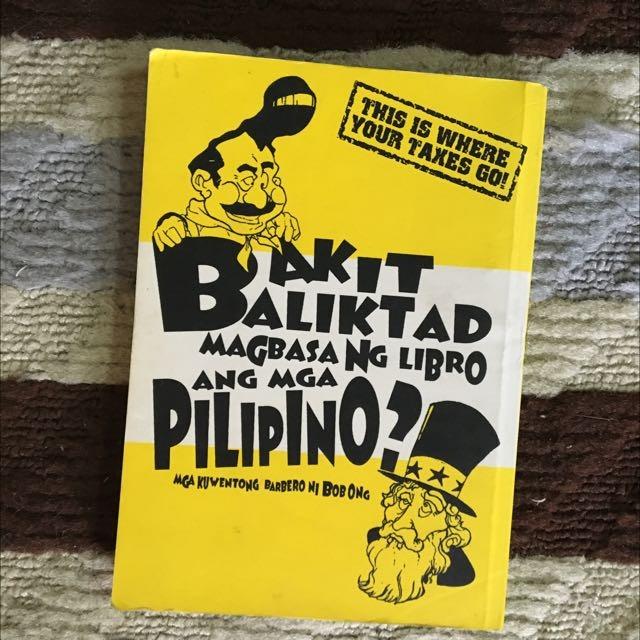 THIS IS WHERE
YOUR TAXES GO!
BAKIT
BALIKTAD
MAGBASA NG LIBRO
ANG MGA
PILIPINO?
MGA KUWENTONG BARBERO NI BOB ONG